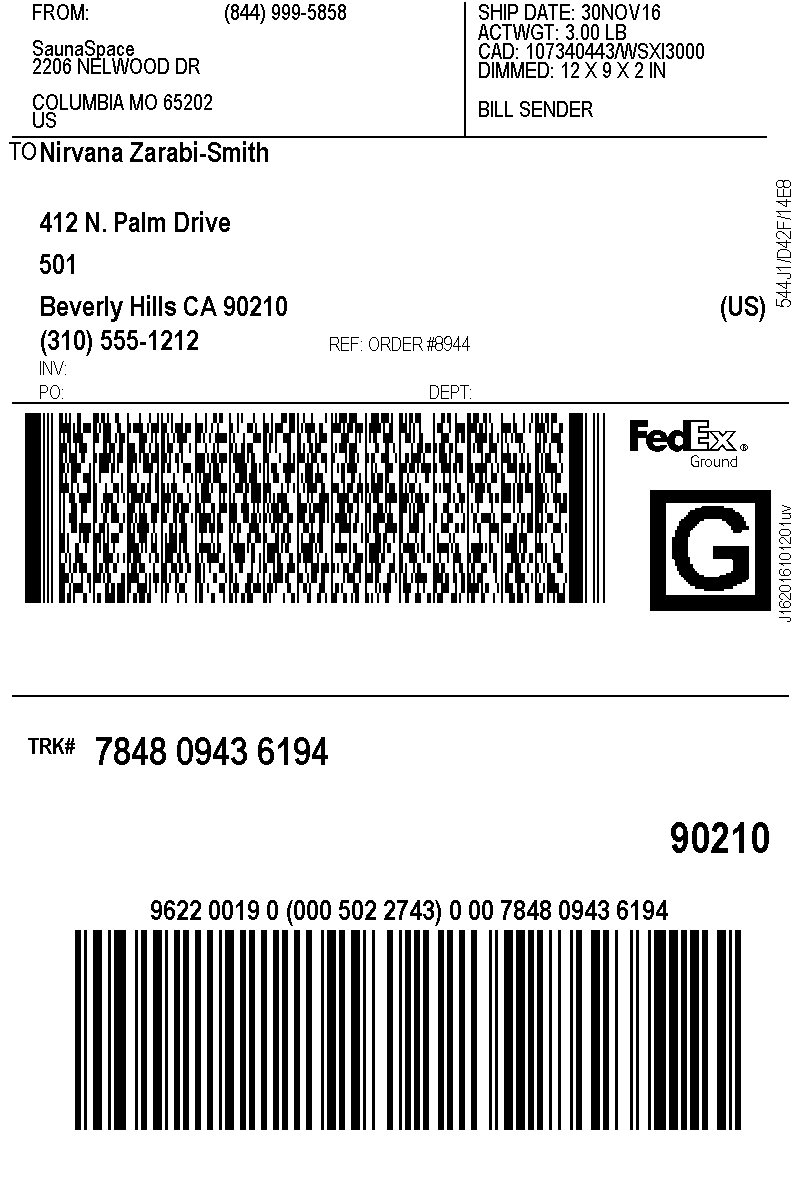 FROM: (844) 999-5858
SaunaSpace
2206 NELWOOD DR
COLUMBIA MO 65202
US
SHIP DATE: 30NOV16
ACTWGT: 3.00 LB
CAD: 107340443/WSXI3000
DIMMED: 12 X 9 X 2 IN
BILL SENDER
TO Nirvana Zarabi-Smith
412 N. Palm Drive
501
Beverly Hills CA 90210 (US)
(310) 555-1212 REF: ORDER #8944
INV:
PO: DEPT:
544J1/D42F/14E8
FedEx®
Ground
G
J162016101201uv
TRK# 7848 0943 6194
90210
9622 0019 0 (000 502 2743) 0 00 7848 0943 6194